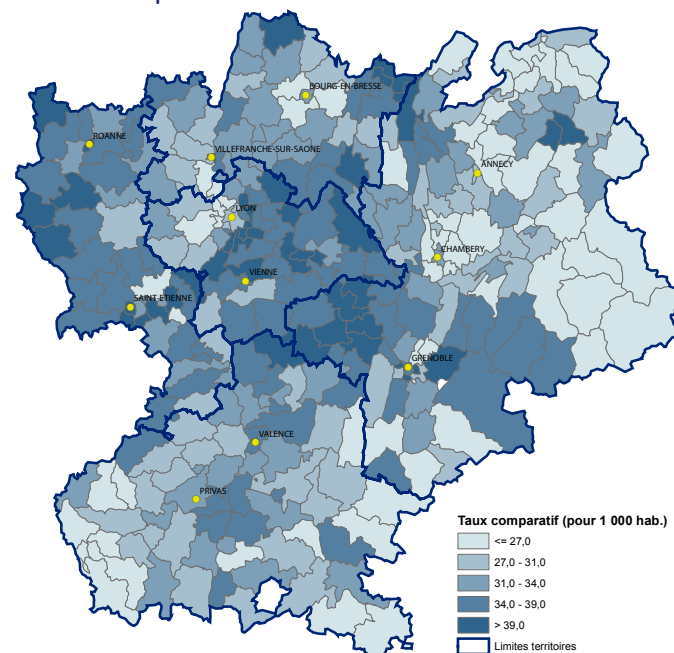 BOURG-EN-BRESSE
ROANNE
VILLEFRANCHE-SUR-SAONE
ANNECY
LYON
CHAMBERY
VIENNE
SAINT-ETIENNE
GRENOBLE
VALENCE
PRIVAS
Taux comparatif (pour 1 000 hab.)
<= 27,0
27,0 - 31,0
31,0 - 34,0
34,0 - 39,0
> 39,0
Limites territoires